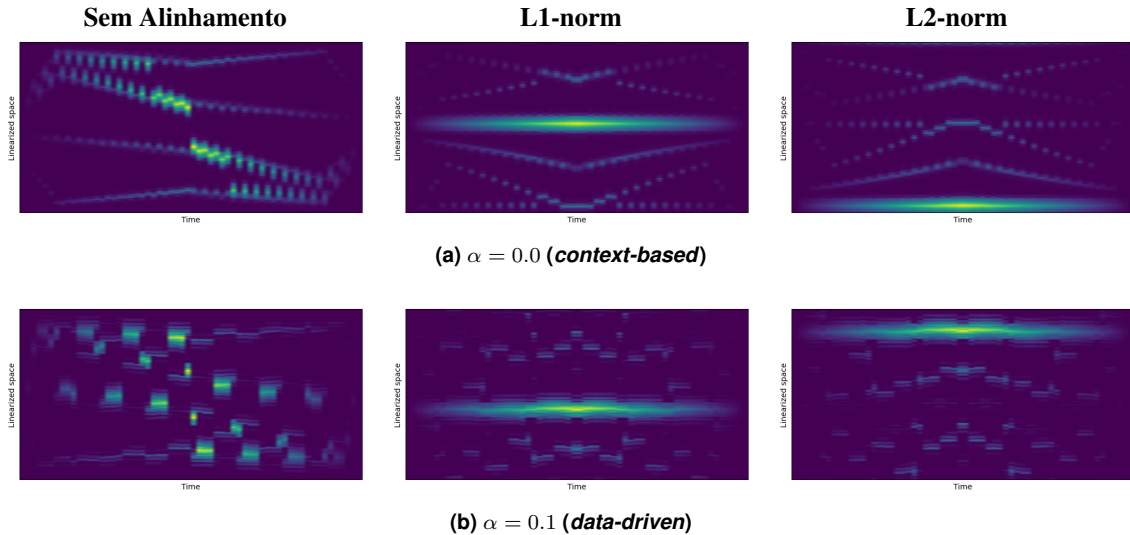 Sem Alinhamento L1-norm L2-norm
Linearized space Linearized space Linearized space
Time Time Time
(a) α = 0.0 (context-based)
Linearized space Linearized space Linearized space
Time Time Time
(b) α = 0.1 (data-driven)